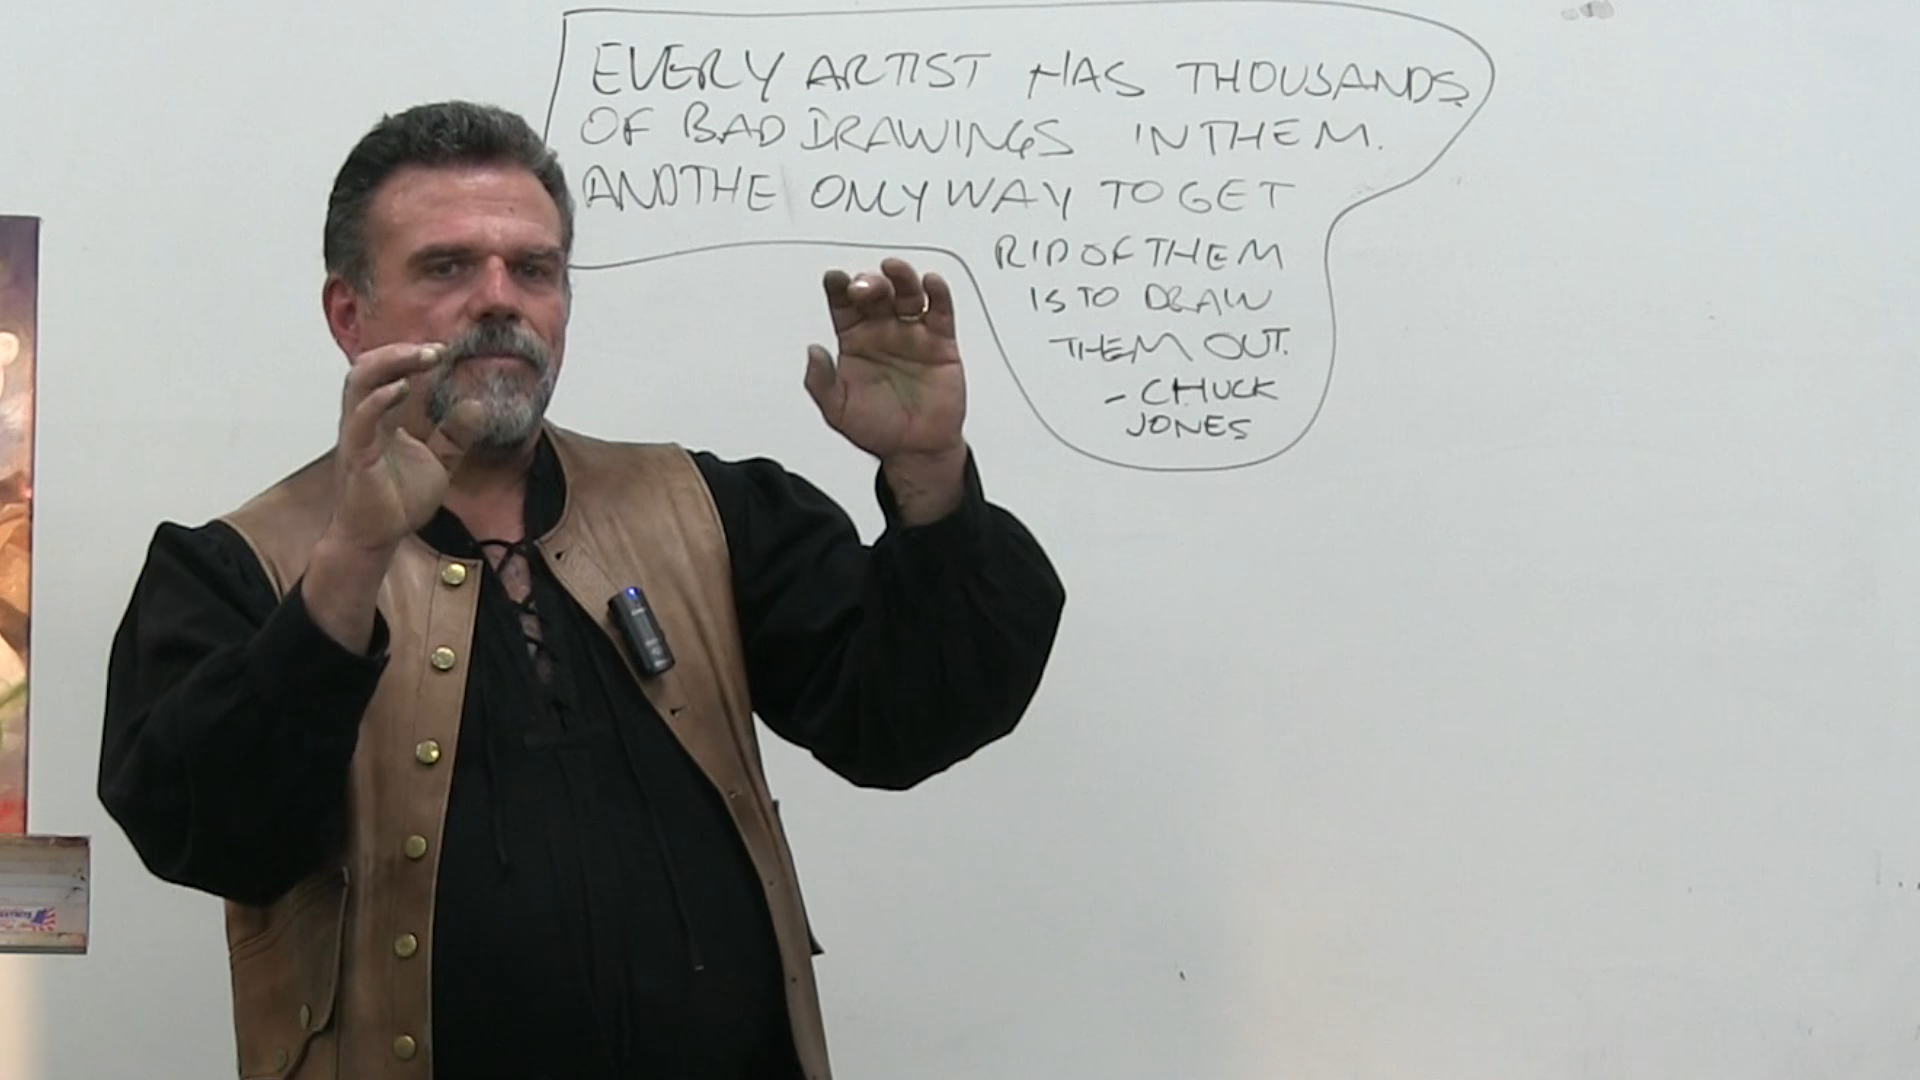 EVERY ARTIST HAS THOUSANDS
OF BAD DRAWINGS IN THEM.
AND THE ONLY WAY TO GET
RID OF THEM
IS TO DRAW
THEM OUT.
- CHUCK
JONES